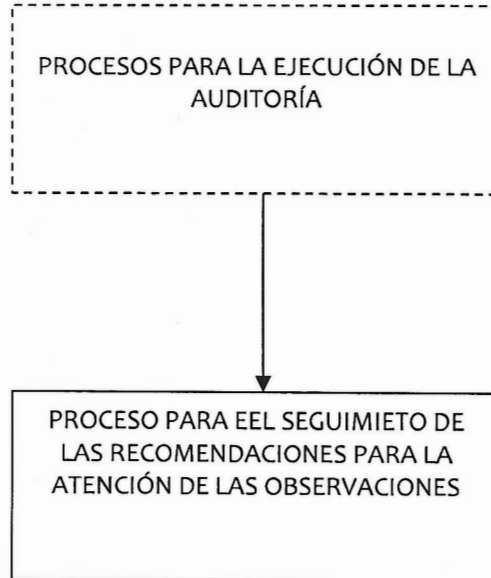 PROCESOS PARA LA EJECUCIÓN DE LA
AUDITORÍA
PROCESO PARA EEL SEGUIMIETO DE
LAS RECOMENDACIONES PARA LA
ATENCIÓN DE LAS OBSERVACIONES